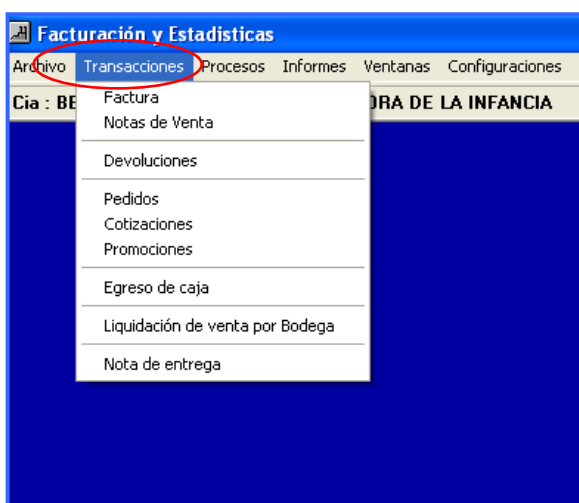 Facturación y Estadisticas
Archivo Transacciones Procesos Informes Ventanas Configuraciones
Cia : BE DRA DE LA INFANCIA
Factura
Notas de Venta
Devoluciones
Pedidos
Cotizaciones
Promociones
Egreso de caja
Liquidación de venta por Bodega
Nota de entrega